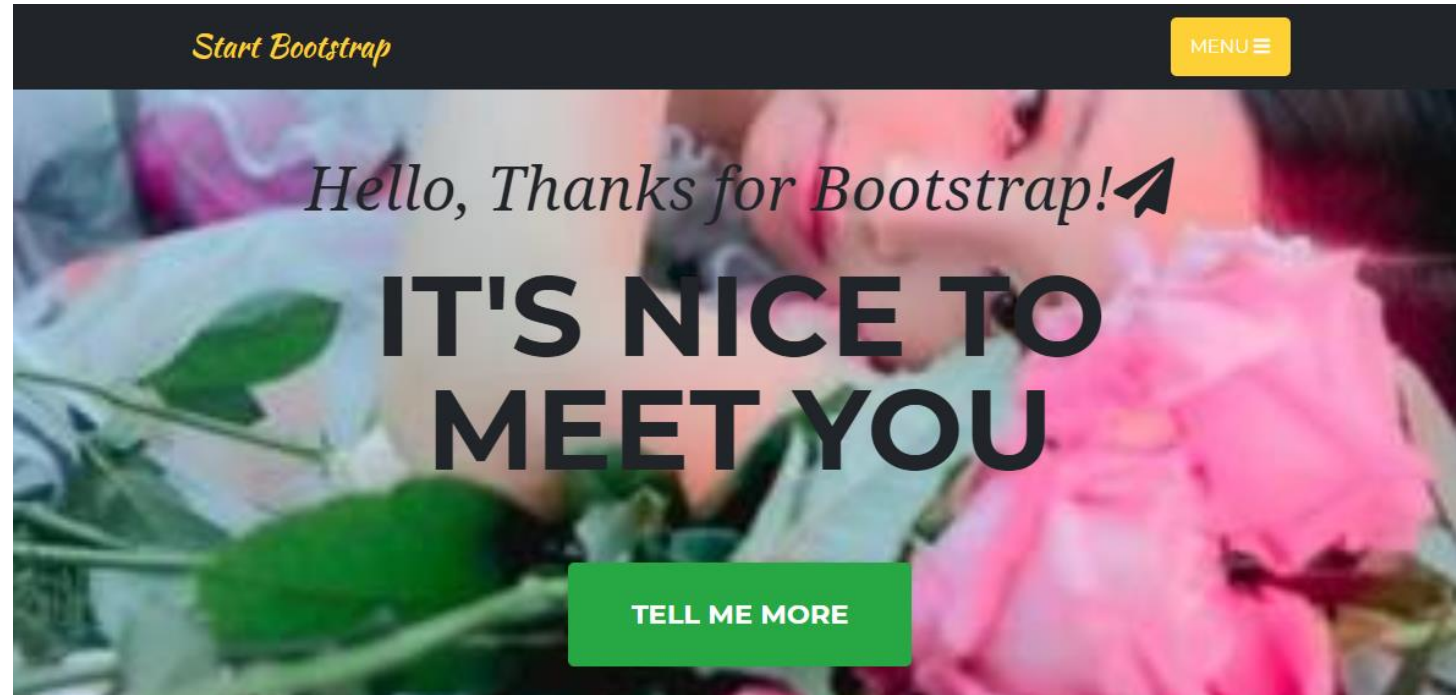 Start Bootstrap
MENU
Hello, Thanks for Bootstrap!
IT'S NICE TO
MEET YOU
TELL ME MORE